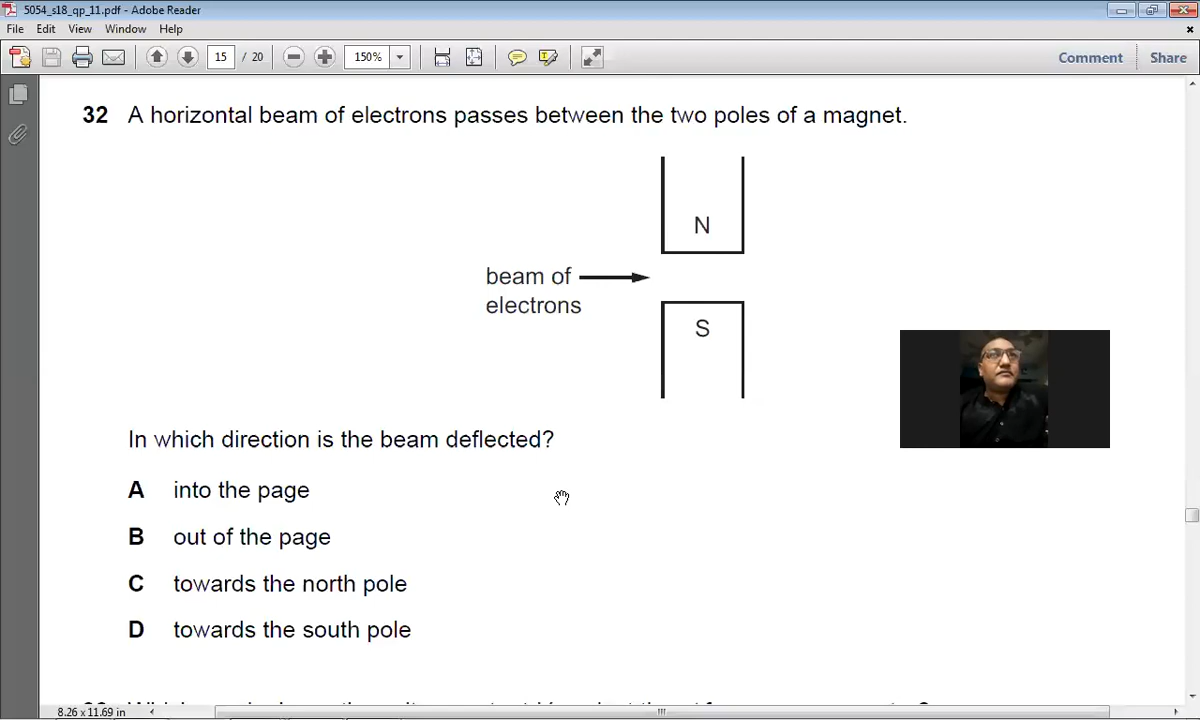 5054_s18_qp_11.pdf - Adobe Reader
File Edit View Window Help
15 / 20 150% Comment Share
32 A horizontal beam of electrons passes between the two poles of a magnet.
N
beam of
electrons
S
In which direction is the beam deflected?
A into the page
B out of the page
C towards the north pole
D towards the south pole
8.26 x 11.69 in